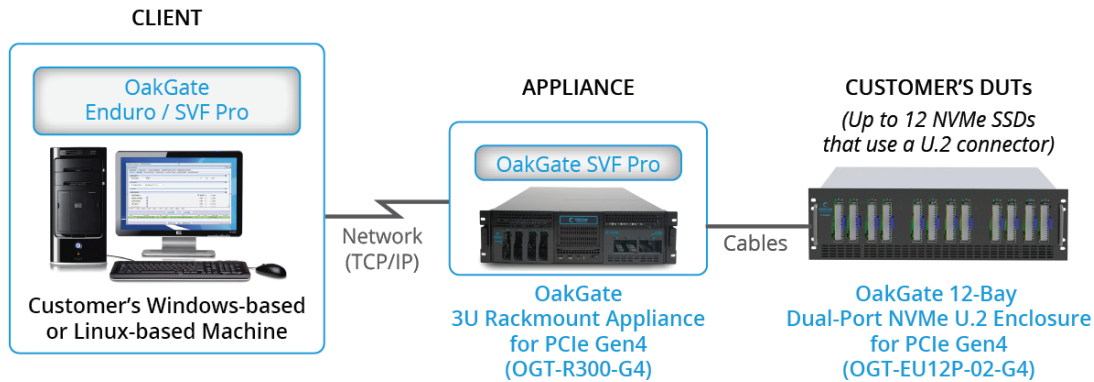 CLIENT
OakGate
Enduro / SVF Pro
Customer’s Windows-based
or Linux-based Machine
Network
(TCP/IP)
APPLIANCE
OakGate SVF Pro
OakGate
3U Rackmount Appliance
for PCIe Gen4
(OGT-R300-G4)
Cables
CUSTOMER’S DUTs
(Up to 12 NVMe SSDs
that use a U.2 connector)
OakGate 12-Bay
Dual-Port NVMe U.2 Enclosure
for PCIe Gen4
(OGT-EU12P-02-G4)